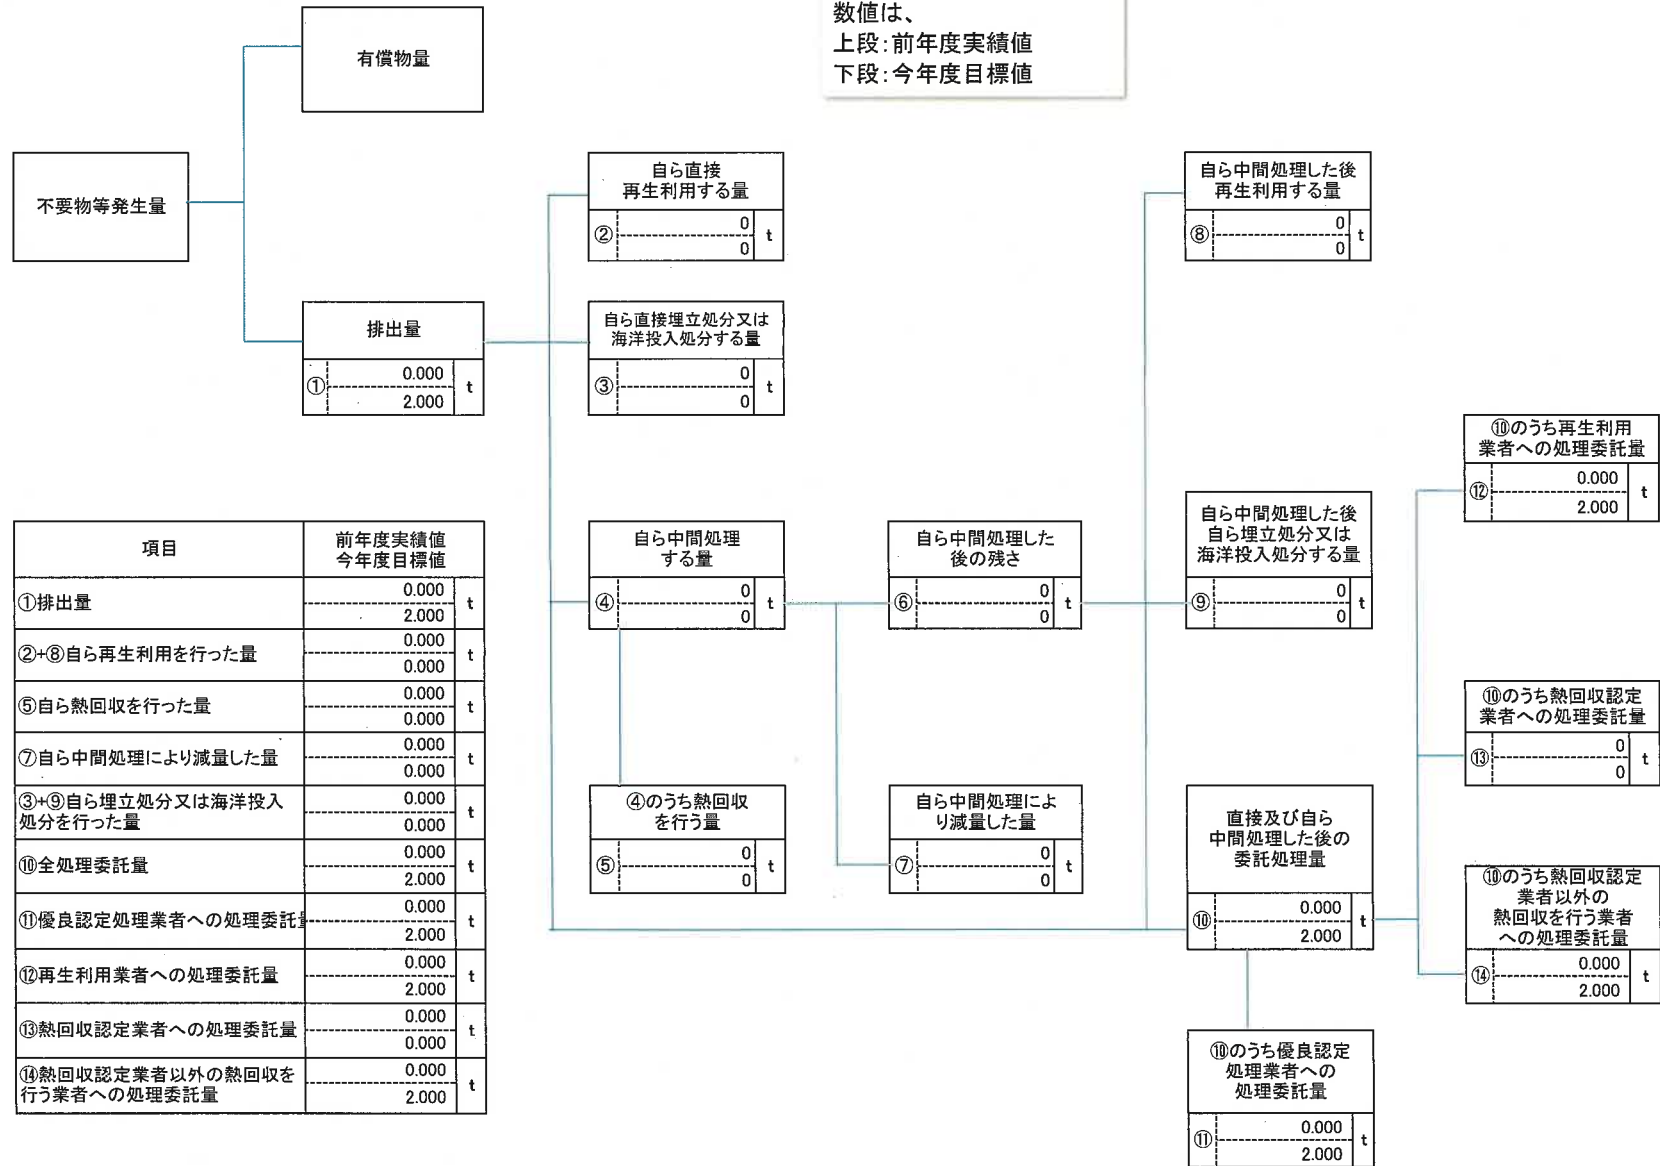 数値は、
上段：前年度実績値
下段：今年度目標値
有償物量
不要物等発生量
排出量
①
0.000
2.000
t
自ら直接
再生利用する量
②
0
0
t
自ら直接埋立処分又は
海洋投入処分する量
③
0
0
t
自ら中間処理
する量
④
0
0
t
④のうち熱回収
を行う量
⑤
0
0
t
自ら中間処理した
後の残さ
⑥
0
0
t
自ら中間処理によ
り減量した量
⑦
0
0
t
自ら中間処理した後
再生利用する量
⑧
0
0
t
自ら中間処理した後
自ら埋立処分又は
海洋投入処分する量
⑨
0
0
t
直接及び自ら
中間処理した後の
委託処理量
⑩
0.000
2.000
t
⑩のうち優良認定
処理業者への
処理委託量
⑪
0.000
2.000
t
⑩のうち再生利用
業者への処理委託量
⑫
0.000
2.000
t
⑩のうち熱回収認定
業者への処理委託量
⑬
0
0
t
⑩のうち熱回収認定
業者以外の
熱回収を行う業者
への処理委託量
⑭
0.000
2.000
t
項目
前年度実績値
今年度目標値
①排出量
0.000
2.000
t
②+⑧自ら再生利用を行った量
0.000
0.000
t
⑤自ら熱回収を行った量
0.000
0.000
t
⑦自ら中間処理により減量した量
0.000
0.000
t
③+⑨自ら埋立処分又は海洋投入
処分を行った量
0.000
0.000
t
⑩全処理委託量
0.000
2.000
t
⑪優良認定処理業者への処理委託
0.000
2.000
t
⑫再生利用業者への処理委託量
0.000
2.000
t
⑬熱回収認定業者への処理委託量
0.000
0.000
t
⑭熱回収認定業者以外の熱回収を
行う業者への処理委託量
0.000
2.000
t